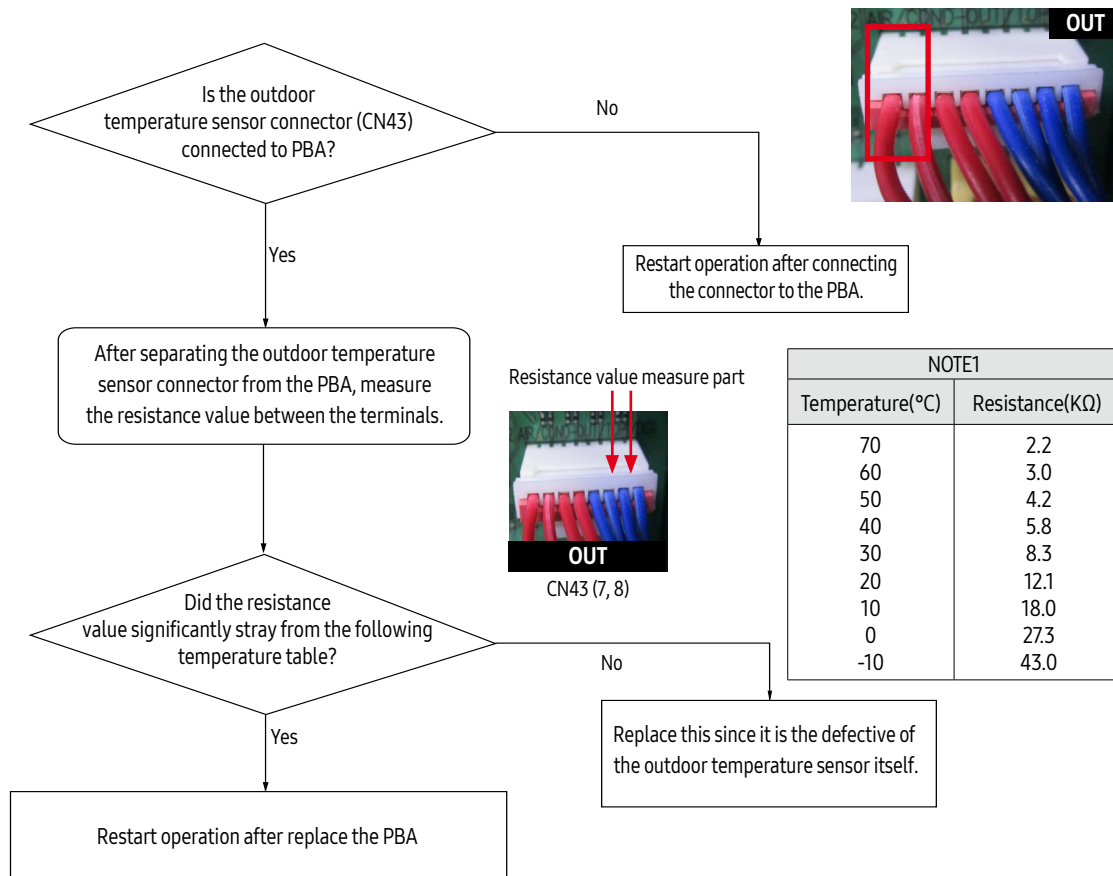 OUT
Is the outdoor
temperature sensor connector (CN43)
connected to PBA?
No
Yes
Restart operation after connecting
the connector to the PBA.
After separating the outdoor temperature
sensor connector from the PBA, measure
the resistance value between the terminals.
Resistance value measure part
OUT
CN43 (7, 8)
NOTE1
Temperature(°C) Resistance(KΩ)
70 2.2
60 3.0
50 4.2
40 5.8
30 8.3
20 12.1
10 18.0
0 27.3
-10 43.0
Did the resistance
value significantly stray from the following
temperature table?
No
Yes
Replace this since it is the defective of
the outdoor temperature sensor itself.
Restart operation after replace the PBA